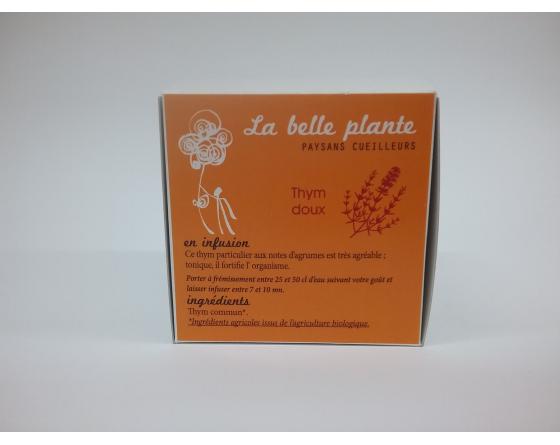 La belle plante
PAYSANS CUEILLEURS
Thym
doux
en infusion
Ce thym particulier aux notes d'agrumes est très agréable ;
tonique, il fortifie l' organisme.
Porter à frémissement entre 25 et 50 cl d'eau suivant votre goût et
laisser infuser entre 7 et 10 mn.
ingrédients
Thym commun*.
*Ingrédients agricoles issus de l'agriculture biologique.